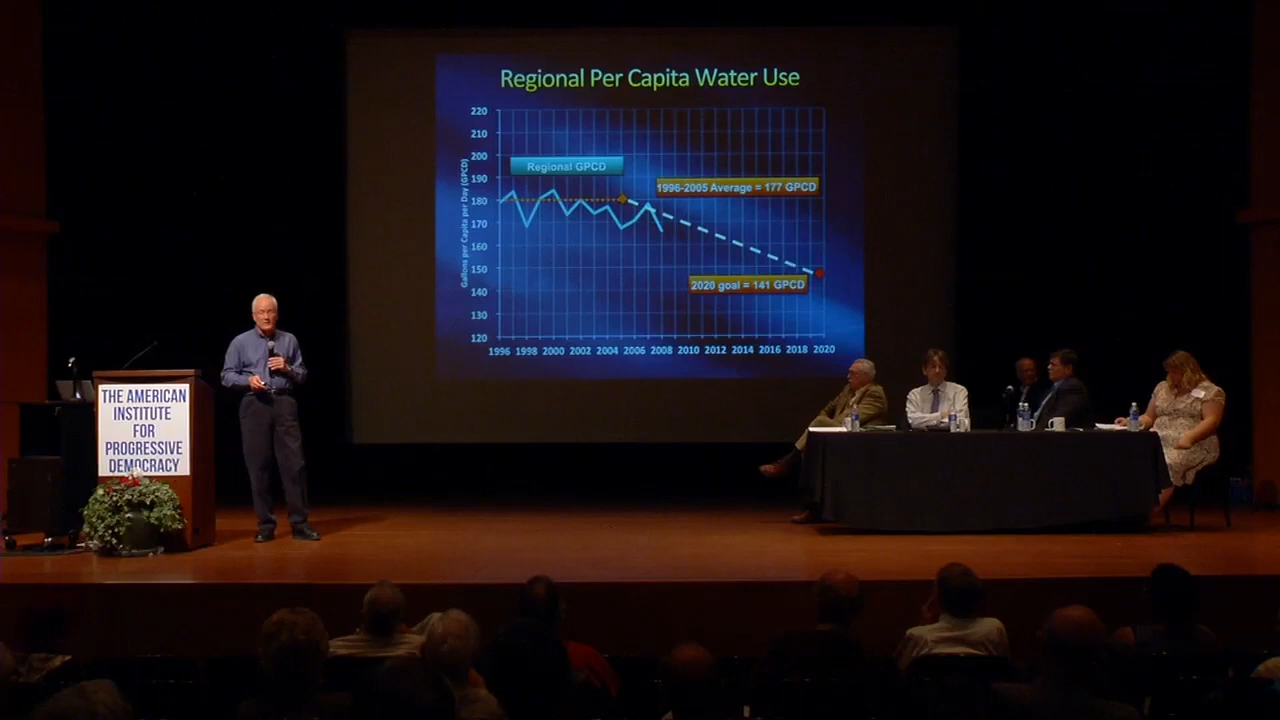 Regional Per Capita Water Use
220
210
200
190
180
170
160
150
140
130
120
Gallons per Capita per Day (GPCD)
Regional GPCD
1996-2005 Average = 177 GPCD
2020 goal = 141 GPCD
1996 1998 2000 2002 2004 2006 2008 2010 2012 2014 2016 2018 2020
THE AMERICAN
INSTITUTE
FOR
PROGRESSIVE
DEMOCRACY